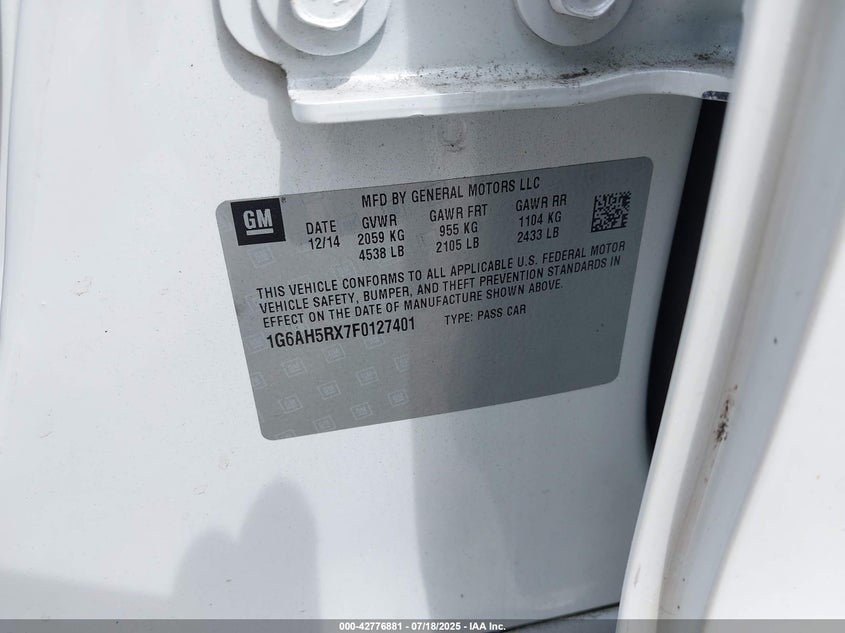 MFD BY GENERAL MOTORS LLC
GM
DATE GVWR GAWR FRT GAWR RR
12/14 2059 KG 955 KG 1104 KG
4538 LB 2105 LB 2433 LB
THIS VEHICLE CONFORMS TO ALL APPLICABLE U.S. FEDERAL MOTOR
VEHICLE SAFETY, BUMPER, AND THEFT PREVENTION STANDARDS IN
EFFECT ON THE DATE OF MANUFACTURE SHOWN ABOVE.
1G6AH5RX7F0127401 TYPE: PASS CAR
000-42776881 - 07/18/2025 - IAA Inc.